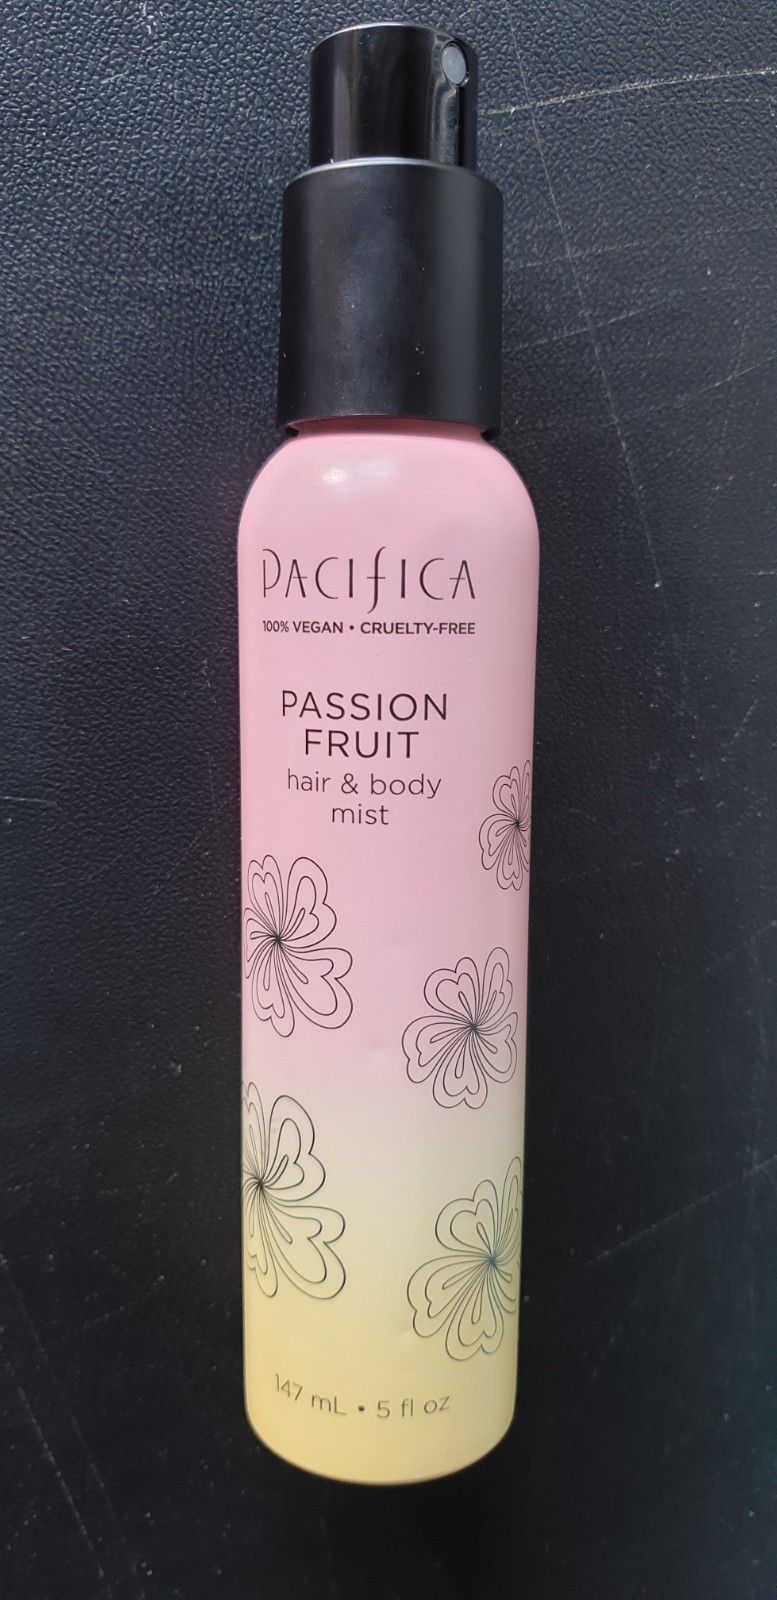 PACIFICA
100% VEGAN • CRUELTY-FREE
PASSION
FRUIT
hair & body
mist
147 mL • 5 fl oz